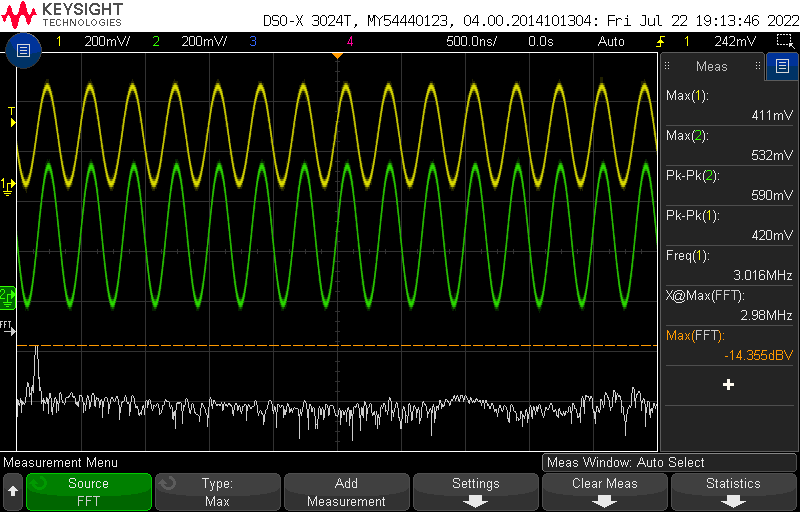 KEYSIGHT
TECHNOLOGIES
DSO-X 3024T, MY54440123, 04.00.2014101304: Fri Jul 22 19:13:46 2022
1 200mV/ 2 200mV/ 3 4 500.0ns/ 0.0s Auto 1 242mV
Meas
T
Max(1):
411mV
Max(2):
532mV
Pk-Pk(2):
590mV
1
Pk-Pk(1):
420mV
Freq(1):
3.016MHz
2
X@Max(FFT):
2.98MHz
FFT
Max(FFT):
-14.355dBV
+
Measurement Menu
Meas Window: Auto Select
Source
FFT
Type:
Max
Add
Measurement
Settings
Clear Meas
Statistics